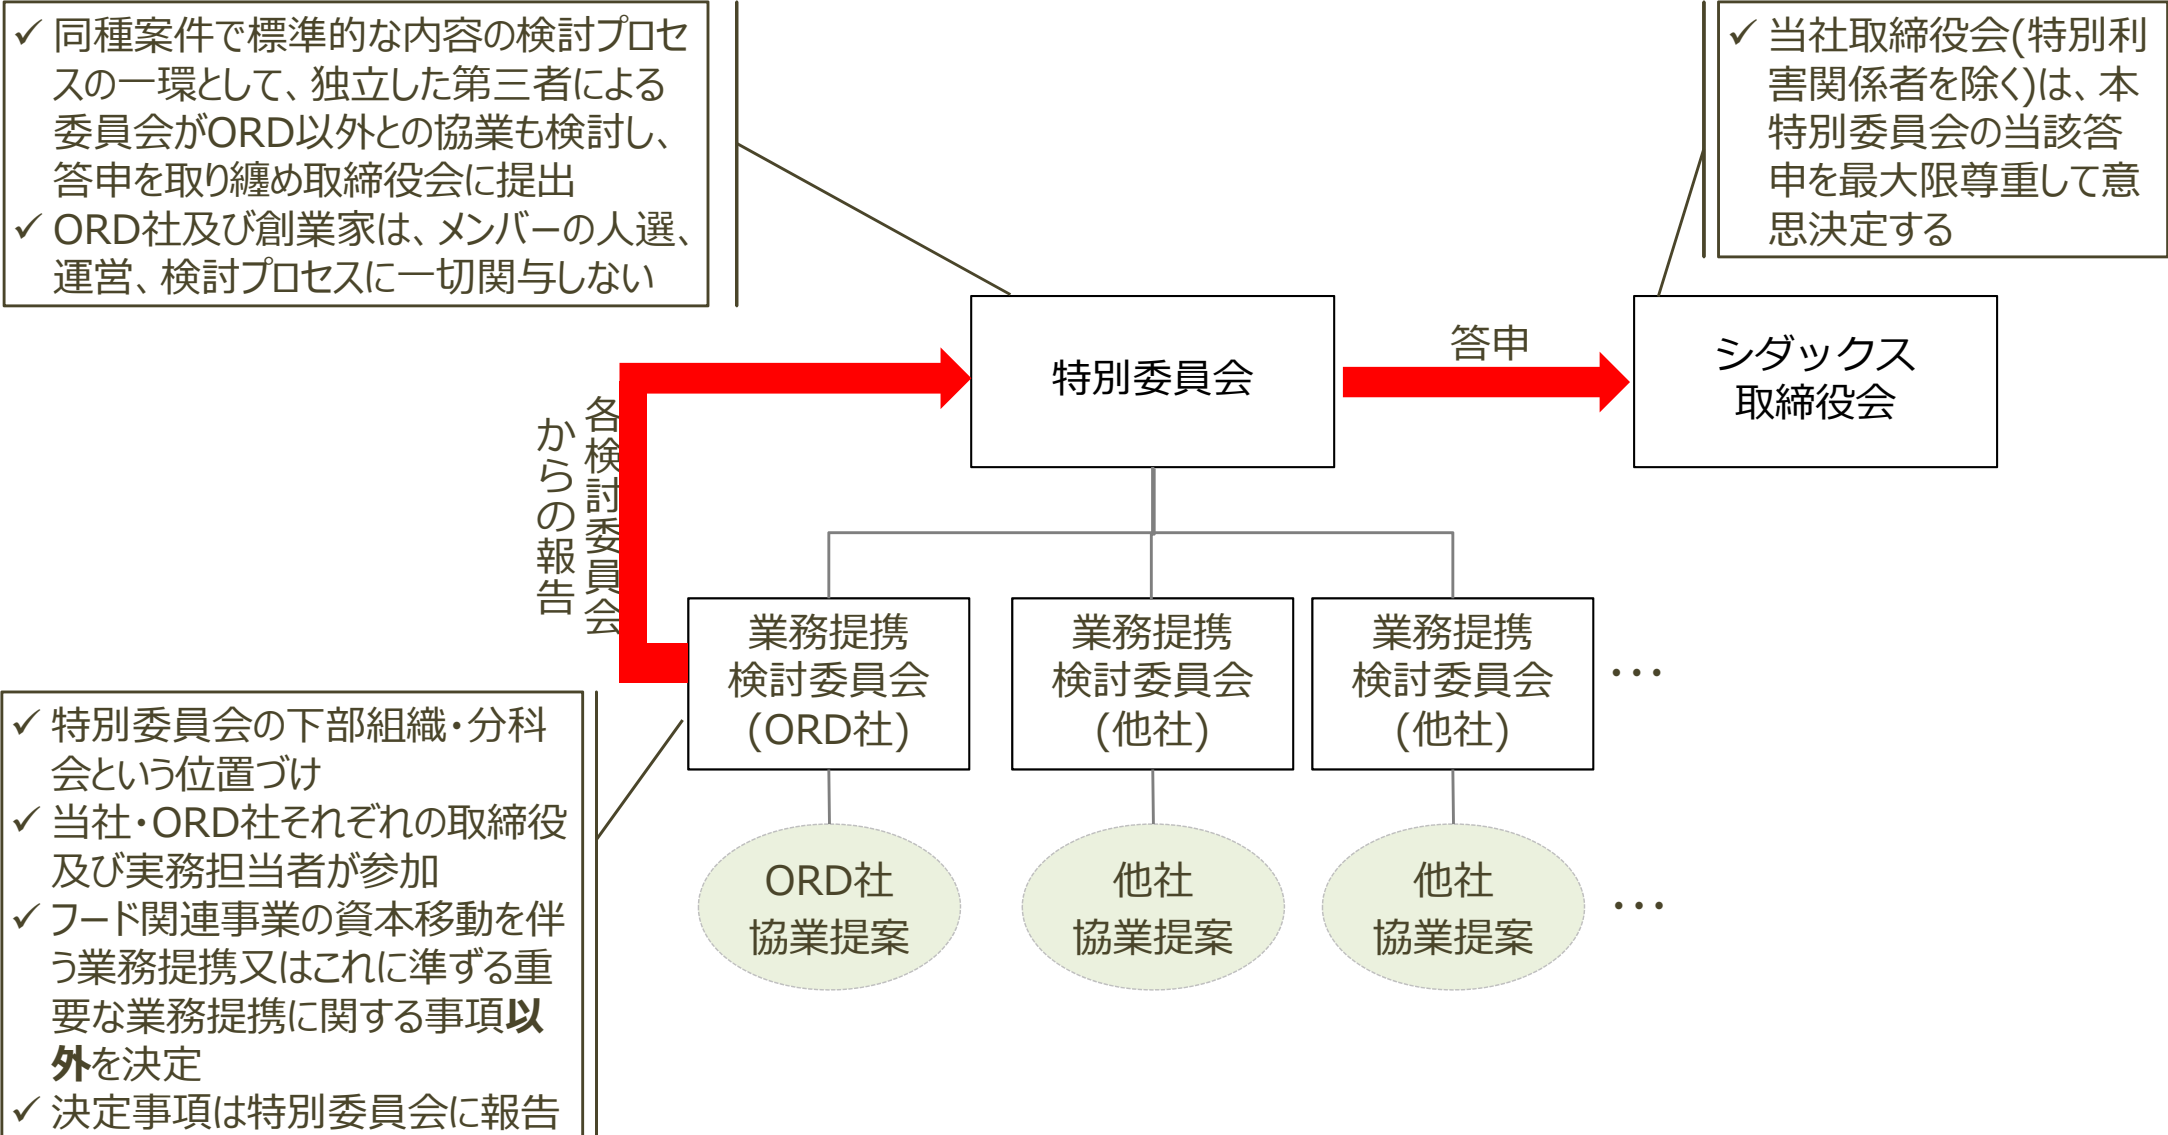 ✓ 同種案件で標準的な内容の検討プロセ
スの一環として、独立した第三者による
委員会がORD以外との協業も検討し、
答申を取り纏め取締役会に提出
✓ ORD社及び創業家は、メンバーの人選、
運営、検討プロセスに一切関与しない
✓ 当社取締役会(特別利
害関係者を除く)は、本
特別委員会の当該答
申を最大限尊重して意
思決定する
特別委員会
答申
シダックス
取締役会
各検討委員会
からの報告
業務提携
検討委員会
(ORD社)
業務提携
検討委員会
(他社)
業務提携
検討委員会
(他社)
…
ORD社
協業提案
他社
協業提案
他社
協業提案
…
✓ 特別委員会の下部組織・分科
会という位置づけ
✓ 当社・ORD社それぞれの取締役
及び実務担当者が参加
✓ フード関連事業の資本移動を伴
う業務提携又はこれに準ずる重
要な業務提携に関する事項以
外を決定
✓ 決定事項は特別委員会に報告